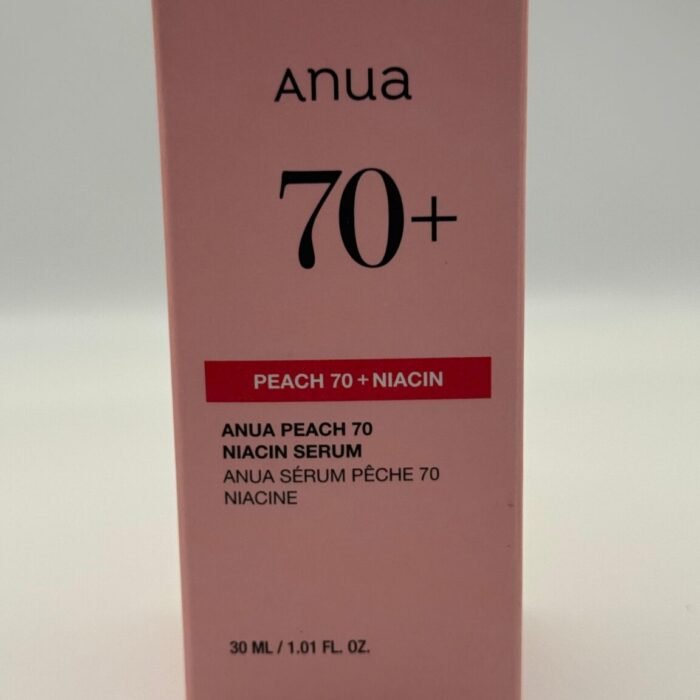 Anua
70+
PEACH 70 + NIACIN
ANUA PEACH 70
NIACIN SERUM
ANUA SÉRUM PÊCHE 70
NIACINE
30 ML / 1.01 FL. OZ.